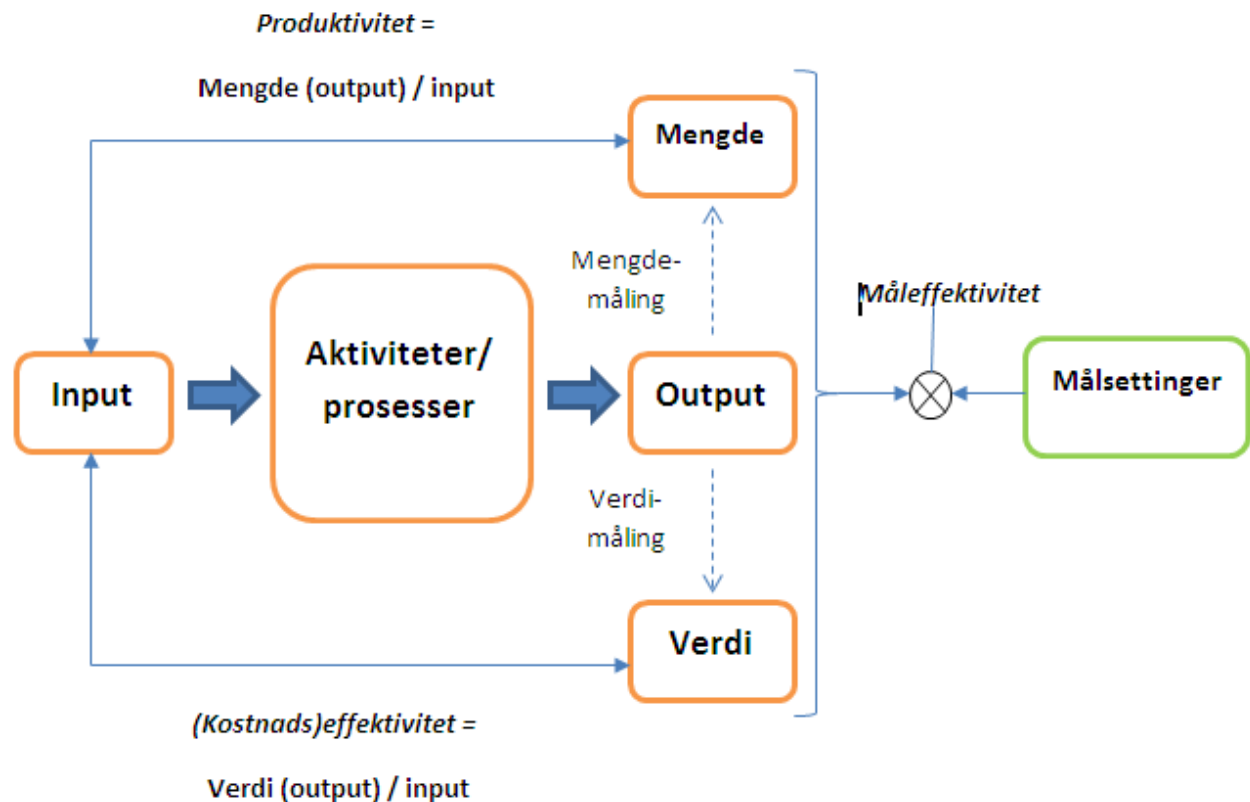 Produktivitet =
Mengde (output) / input
Mengde
Mengde-
måling
Måleffektivitet
Input
Aktiviteter/
prosesser
Output
Målsettinger
Verdi-
måling
Verdi
(Kostnads)effektivitet =
Verdi (output) / input